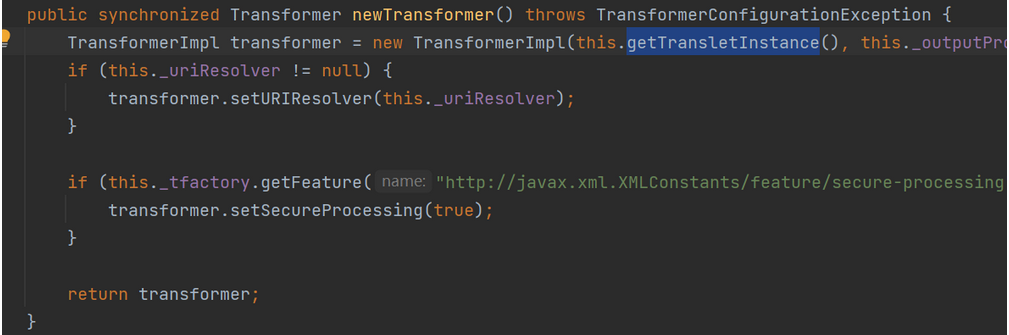 public synchronized Transformer newTransformer() throws TransformerConfigurationException {
TransformerImpl transformer = new TransformerImpl(this.getTransletInstance(), this._outputPro
if (this._uriResolver != null) {
transformer.setURIResolver(this._uriResolver);
}
if (this._tfactory.getFeature( name: "http://javax.xml.XMLConstants/feature/secure-processing
transformer.setSecureProcessing(true);
}
return transformer;
}